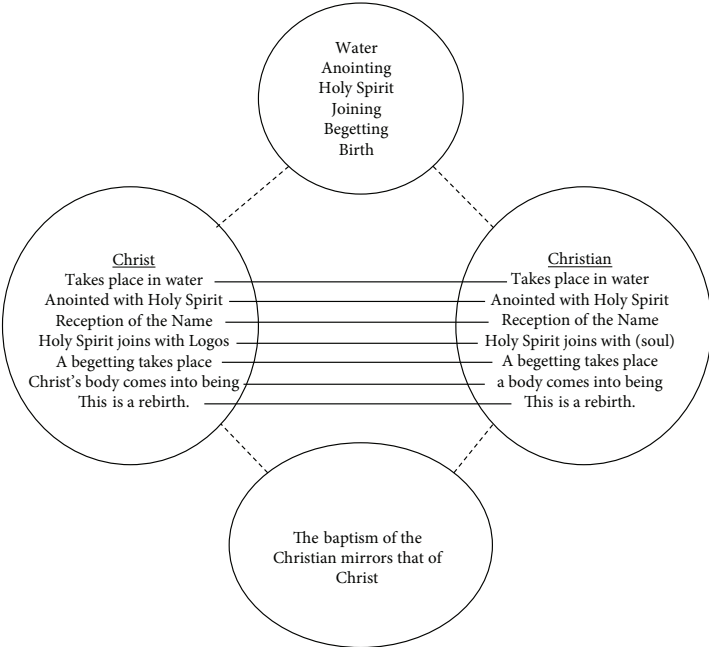 Water
Anointing
Holy Spirit
Joining
Begetting
Birth
Christ
Takes place in water
Anointed with Holy Spirit
Reception of the Name
Holy Spirit joins with Logos
A begetting takes place
Christ's body comes into being
This is a rebirth.
Christian
Takes place in water
Anointed with Holy Spirit
Reception of the Name
Holy Spirit joins with (soul)
A begetting takes place
a body comes into being
This is a rebirth.
The baptism of the
Christian mirrors that of
Christ